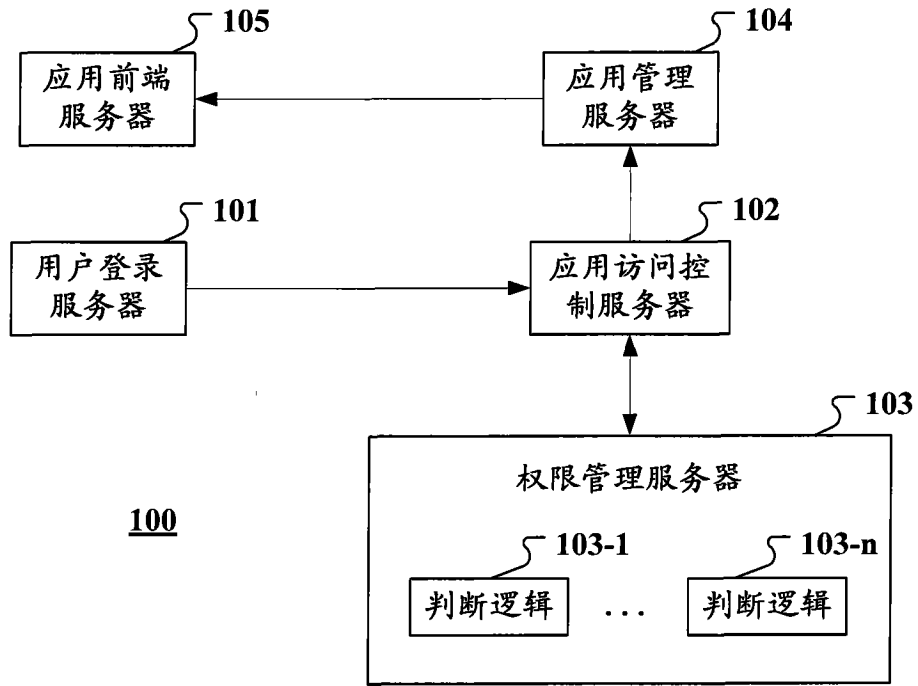 105
应用前端
服务器
104
应用管理
服务器
101
用户登录
服务器
102
应用访问控
制服务器
103
权限管理服务器
100
103-1
判断逻辑
...
103-n
判断逻辑